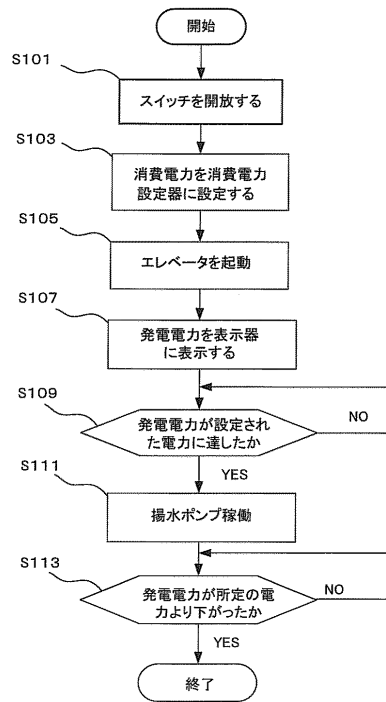 開始
S101
スイッチを開放する
S103
消費電力を消費電力
設定器に設定する
S105
エレベータを起動
S107
発電電力を表示器
に表示する
S109
発電電力が設定され
た電力に達したか
NO
YES
S111
揚水ポンプ稼働
S113
発電電力が所定の電
力より下がったか
NO
YES
終了